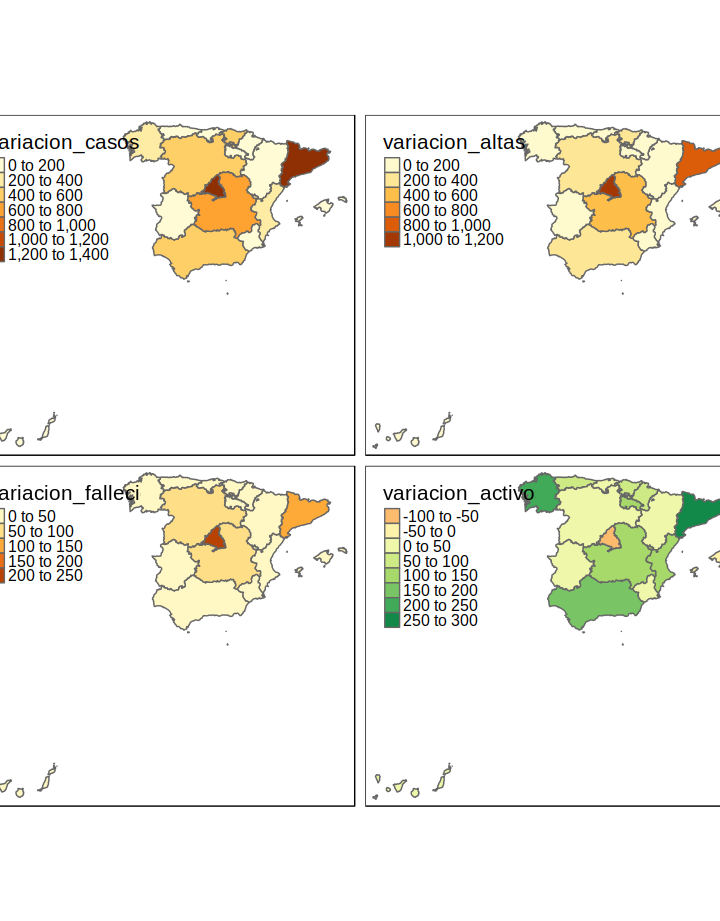 ariacion_casos
0 to 200
200 to 400
400 to 600
600 to 800
800 to 1,000
1,000 to 1,200
1,200 to 1,400
variacion_altas
0 to 200
200 to 400
400 to 600
600 to 800
800 to 1,000
1,000 to 1,200
ariacion_falleci
0 to 50
50 to 100
100 to 150
150 to 200
200 to 250
variacion_activo
-100 to -50
-50 to 0
0 to 50
50 to 100
100 to 150
150 to 200
200 to 250
250 to 300